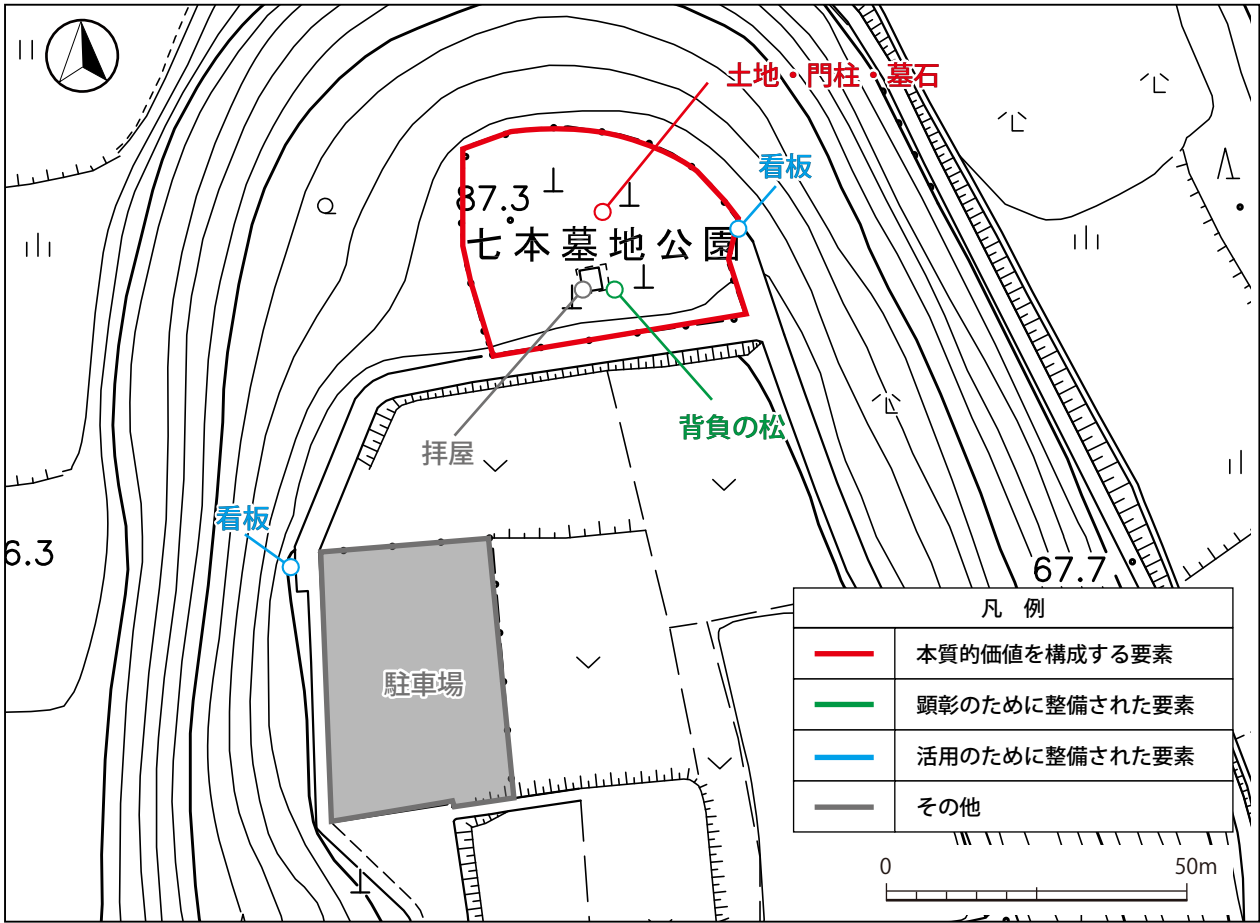 土地・門柱・墓石
看板
87.3
七本墓地公園
背負の松
拝屋
看板
6.3
67.7
駐車場
凡 例
本質的価値を構成する要素
顕彰のために整備された要素
活用のために整備された要素
その他
0
50m